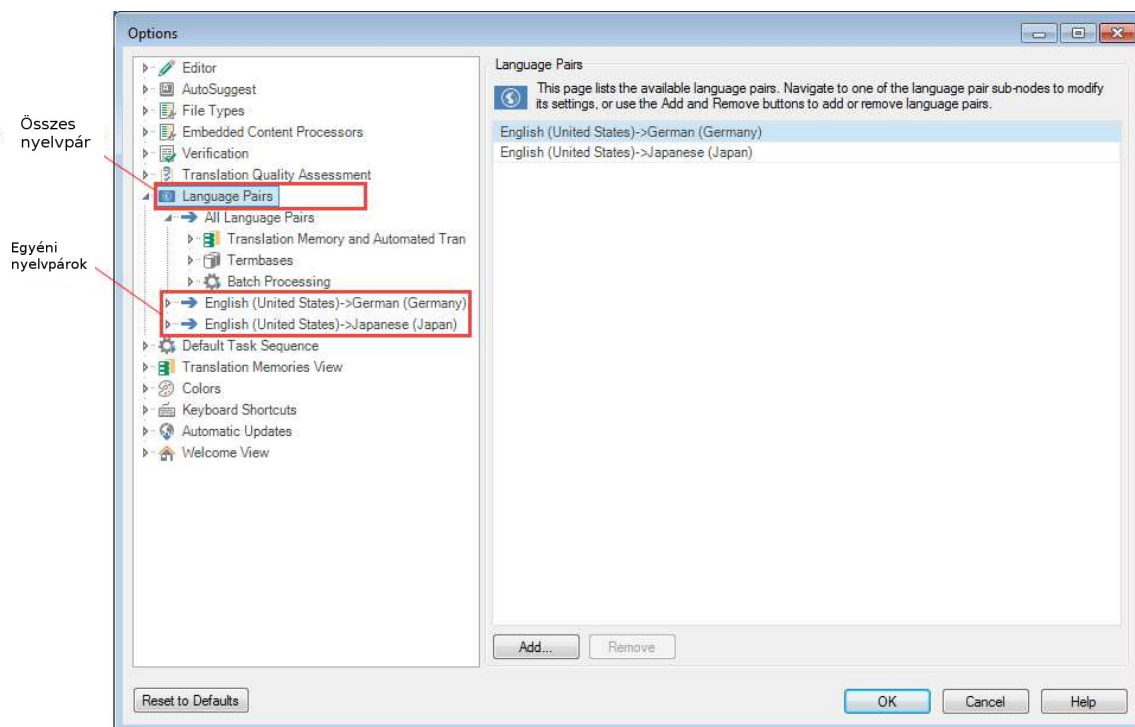 Options
Összes
nyelvpár
Egyéni
nyelvpárok
Editor
AutoSuggest
File Types
Embedded Content Processors
Verification
Translation Quality Assessment
Language Pairs
All Language Pairs
Translation Memory and Automated Tran
Termbases
Batch Processing
English (United States)->German (Germany)
English (United States)->Japanese (Japan)
Default Task Sequence
Translation Memories View
Colors
Keyboard Shortcuts
Automatic Updates
Welcome View
Language Pairs
This page lists the available language pairs. Navigate to one of the language pair sub-nodes to modify
its settings, or use the Add and Remove buttons to add or remove language pairs.
English (United States)->German (Germany)
English (United States)->Japanese (Japan)
Add...
Remove
Reset to Defaults
OK
Cancel
Help